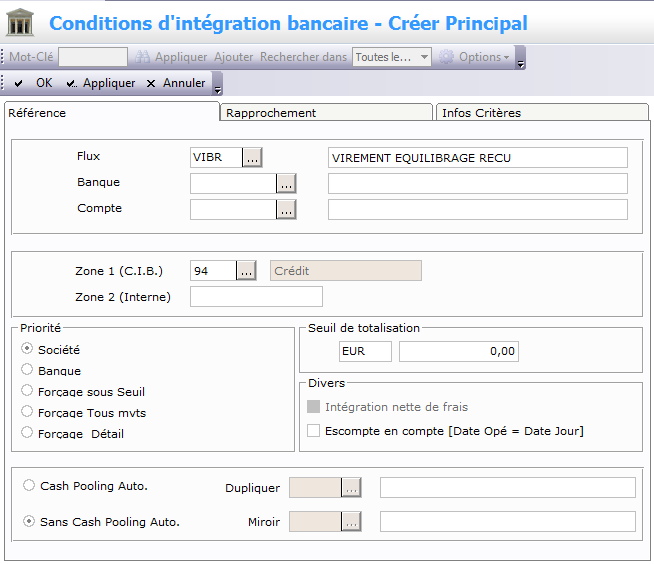 Conditions d'intégration bancaire - Créer Principal
Mot-Clé Appliquer Ajouter Rechercher dans Toutes le... Options
OK Appliquer Annuler
Référence Rapprochement Infos Critères
Flux VIBR ... VIREMENT EQUILIBRAGE RECU
Banque ...
Compte ...
Zone 1 (C.I.B.) 94 ... Crédit
Zone 2 (Interne)
Priorité Seuil de totalisation
Société EUR 0,00
Banque
Forçage sous Seuil Divers
Forçage Tous mvts Intégration nette de frais
Forçage Détail Escompte en compte [Date Opé = Date Jour]
Cash Pooling Auto. Dupliquer ...
Sans Cash Pooling Auto. Miroir ...